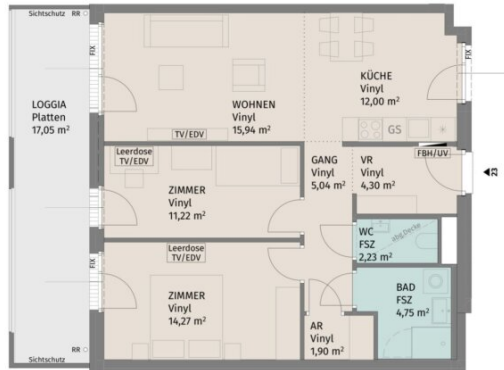 Sichtschutz RR
FIX
FIX
LOGGIA
Platten
17,05 m²
WOHNEN
Vinyl
15,94 m²
KÜCHE
Vinyl
12,00 m²
TV/EDV
GS
FBH/UV
Leerdose
TV/EDV
GANG
Vinyl
5,04 m²
VR
Vinyl
4,30 m²
23
ZIMMER
Vinyl
11,22 m²
WC
FSZ
2,23 m²
abg.Decke
Leerdose
TV/EDV
FIX
ZIMMER
Vinyl
14,27 m²
BAD
FSZ
4,75 m²
AR
Vinyl
1,90 m²
RR
Sichtschutz